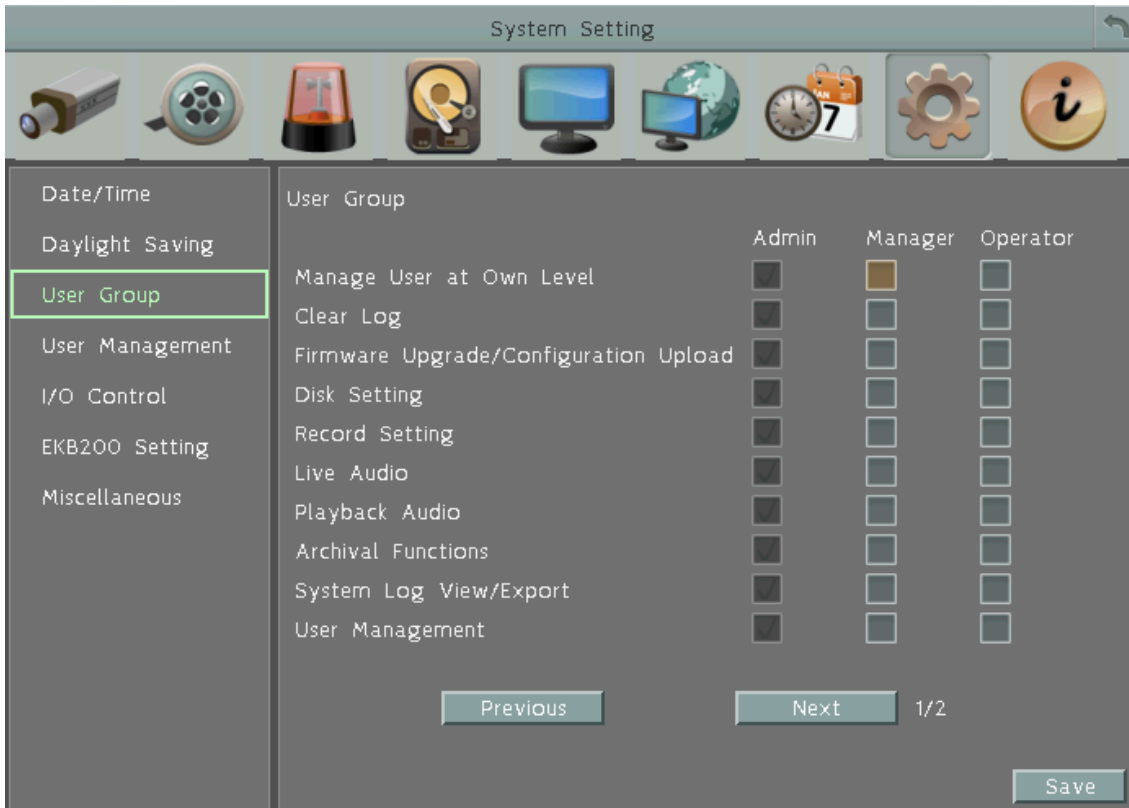 System Setting
JAN
7
i
Date/Time
Daylight Saving
User Group
User Management
I/O Control
EKB200 Setting
Miscellaneous
User Group
Admin Manager Operator
Manage User at Own Level
Clear Log
Firmware Upgrade/Configuration Upload
Disk Setting
Record Setting
Live Audio
Playback Audio
Archival Functions
System Log View/Export
User Management
Previous Next 1/2
Save